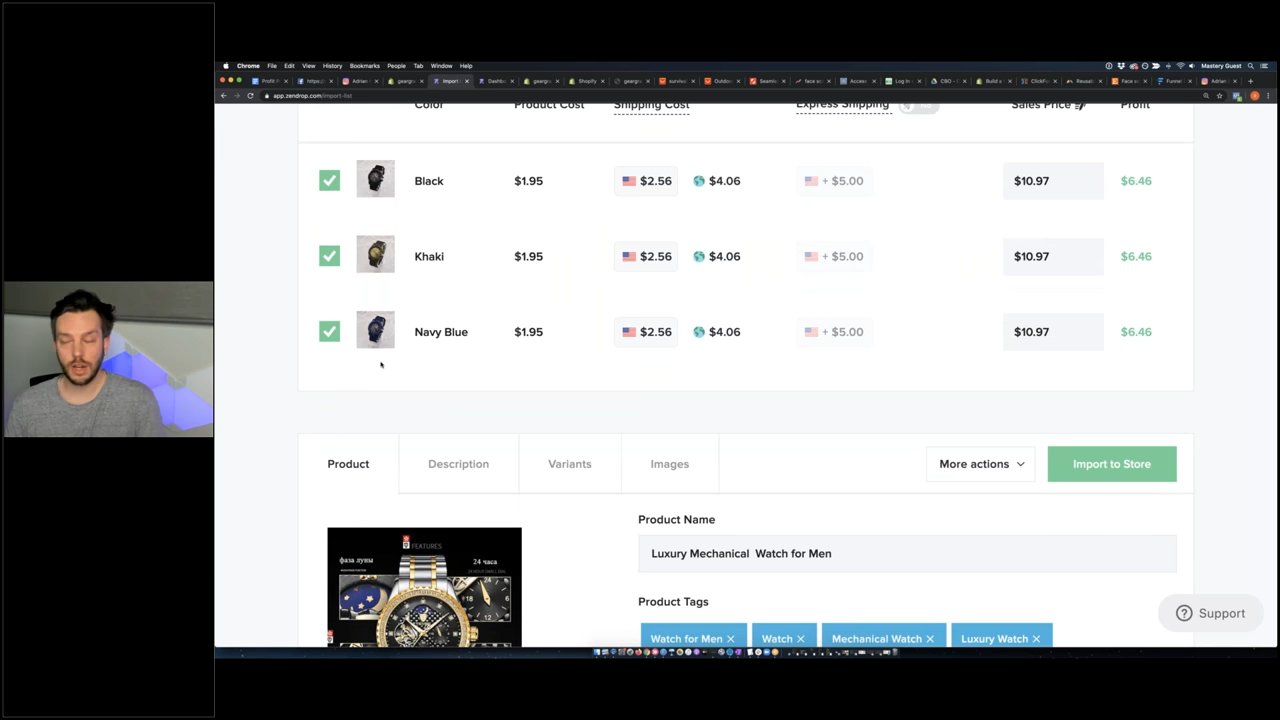 Chrome File Edit View History Bookmarks People Tab Window Help
Mastery Guest
app.zendrop.com/import-list
Color Product Cost Shipping Cost Express Shipping Sales Price Profit
Black $1.95 $2.56 $4.06 + $5.00 $10.97 $6.46
Khaki $1.95 $2.56 $4.06 + $5.00 $10.97 $6.46
Navy Blue $1.95 $2.56 $4.06 + $5.00 $10.97 $6.46
Product Description Variants Images More actions Import to Store
Product Name
FEATURES
фаза луны 24 часа
Luxury Mechanical  Watch for Men
Product Tags
Support
Watch for Men Watch Mechanical Watch Luxury Watch